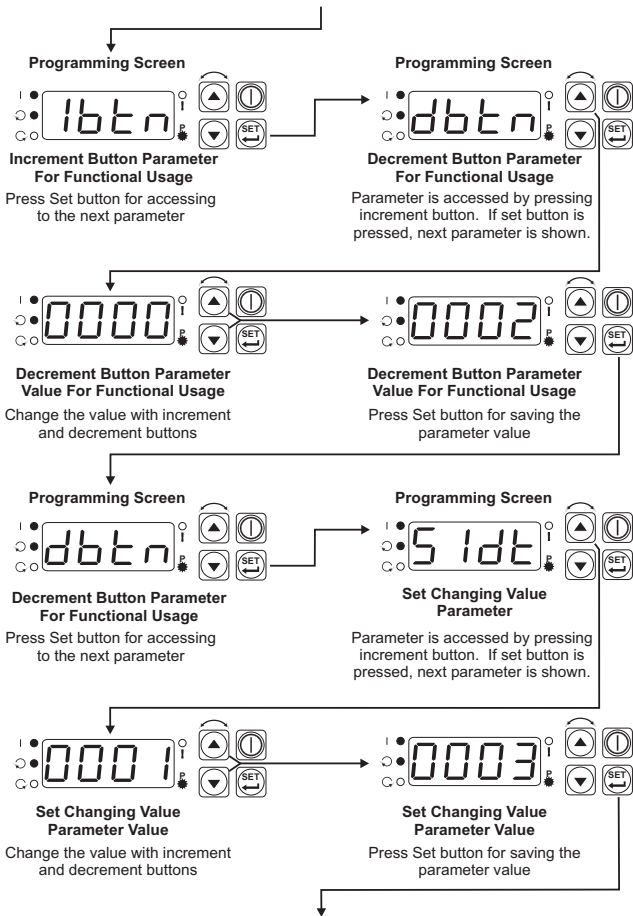 Programming Screen
Ibtn
P
SET
Increment Button Parameter
For Functional Usage
Press Set button for accessing
to the next parameter
Programming Screen
dbtn
P
SET
Decrement Button Parameter
For Functional Usage
Parameter is accessed by pressing
increment button. If set button is
pressed, next parameter is shown.
0000
P
SET
Decrement Button Parameter
Value For Functional Usage
Change the value with increment
and decrement buttons
0002
P
SET
Decrement Button Parameter
Value For Functional Usage
Press Set button for saving the
parameter value
Programming Screen
dbtn
P
SET
Decrement Button Parameter
For Functional Usage
Press Set button for accessing
to the next parameter
Programming Screen
SIdt
P
SET
Set Changing Value
Parameter
Parameter is accessed by pressing
increment button. If set button is
pressed, next parameter is shown.
0001
P
SET
Set Changing Value
Parameter Value
Change the value with increment
and decrement buttons
0003
P
SET
Set Changing Value
Parameter Value
Press Set button for saving the
parameter value